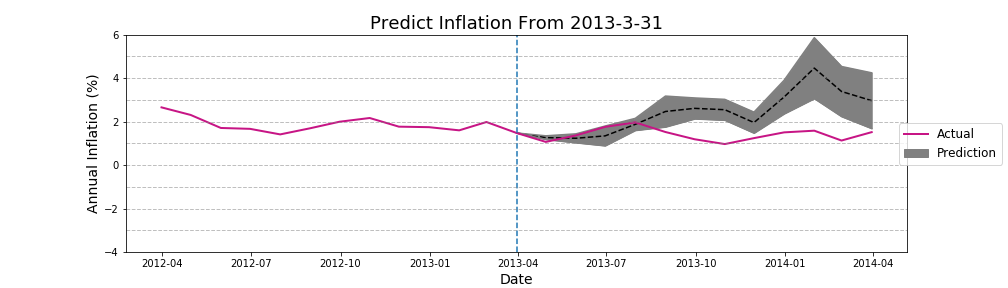 Predict Inflation From 2013-3-31
Annual Inflation (%)
6
4
2
0
−2
−4
2012-04 2012-07 2012-10 2013-01 2013-04 2013-07 2013-10 2014-01 2014-04
Date
Actual
Prediction